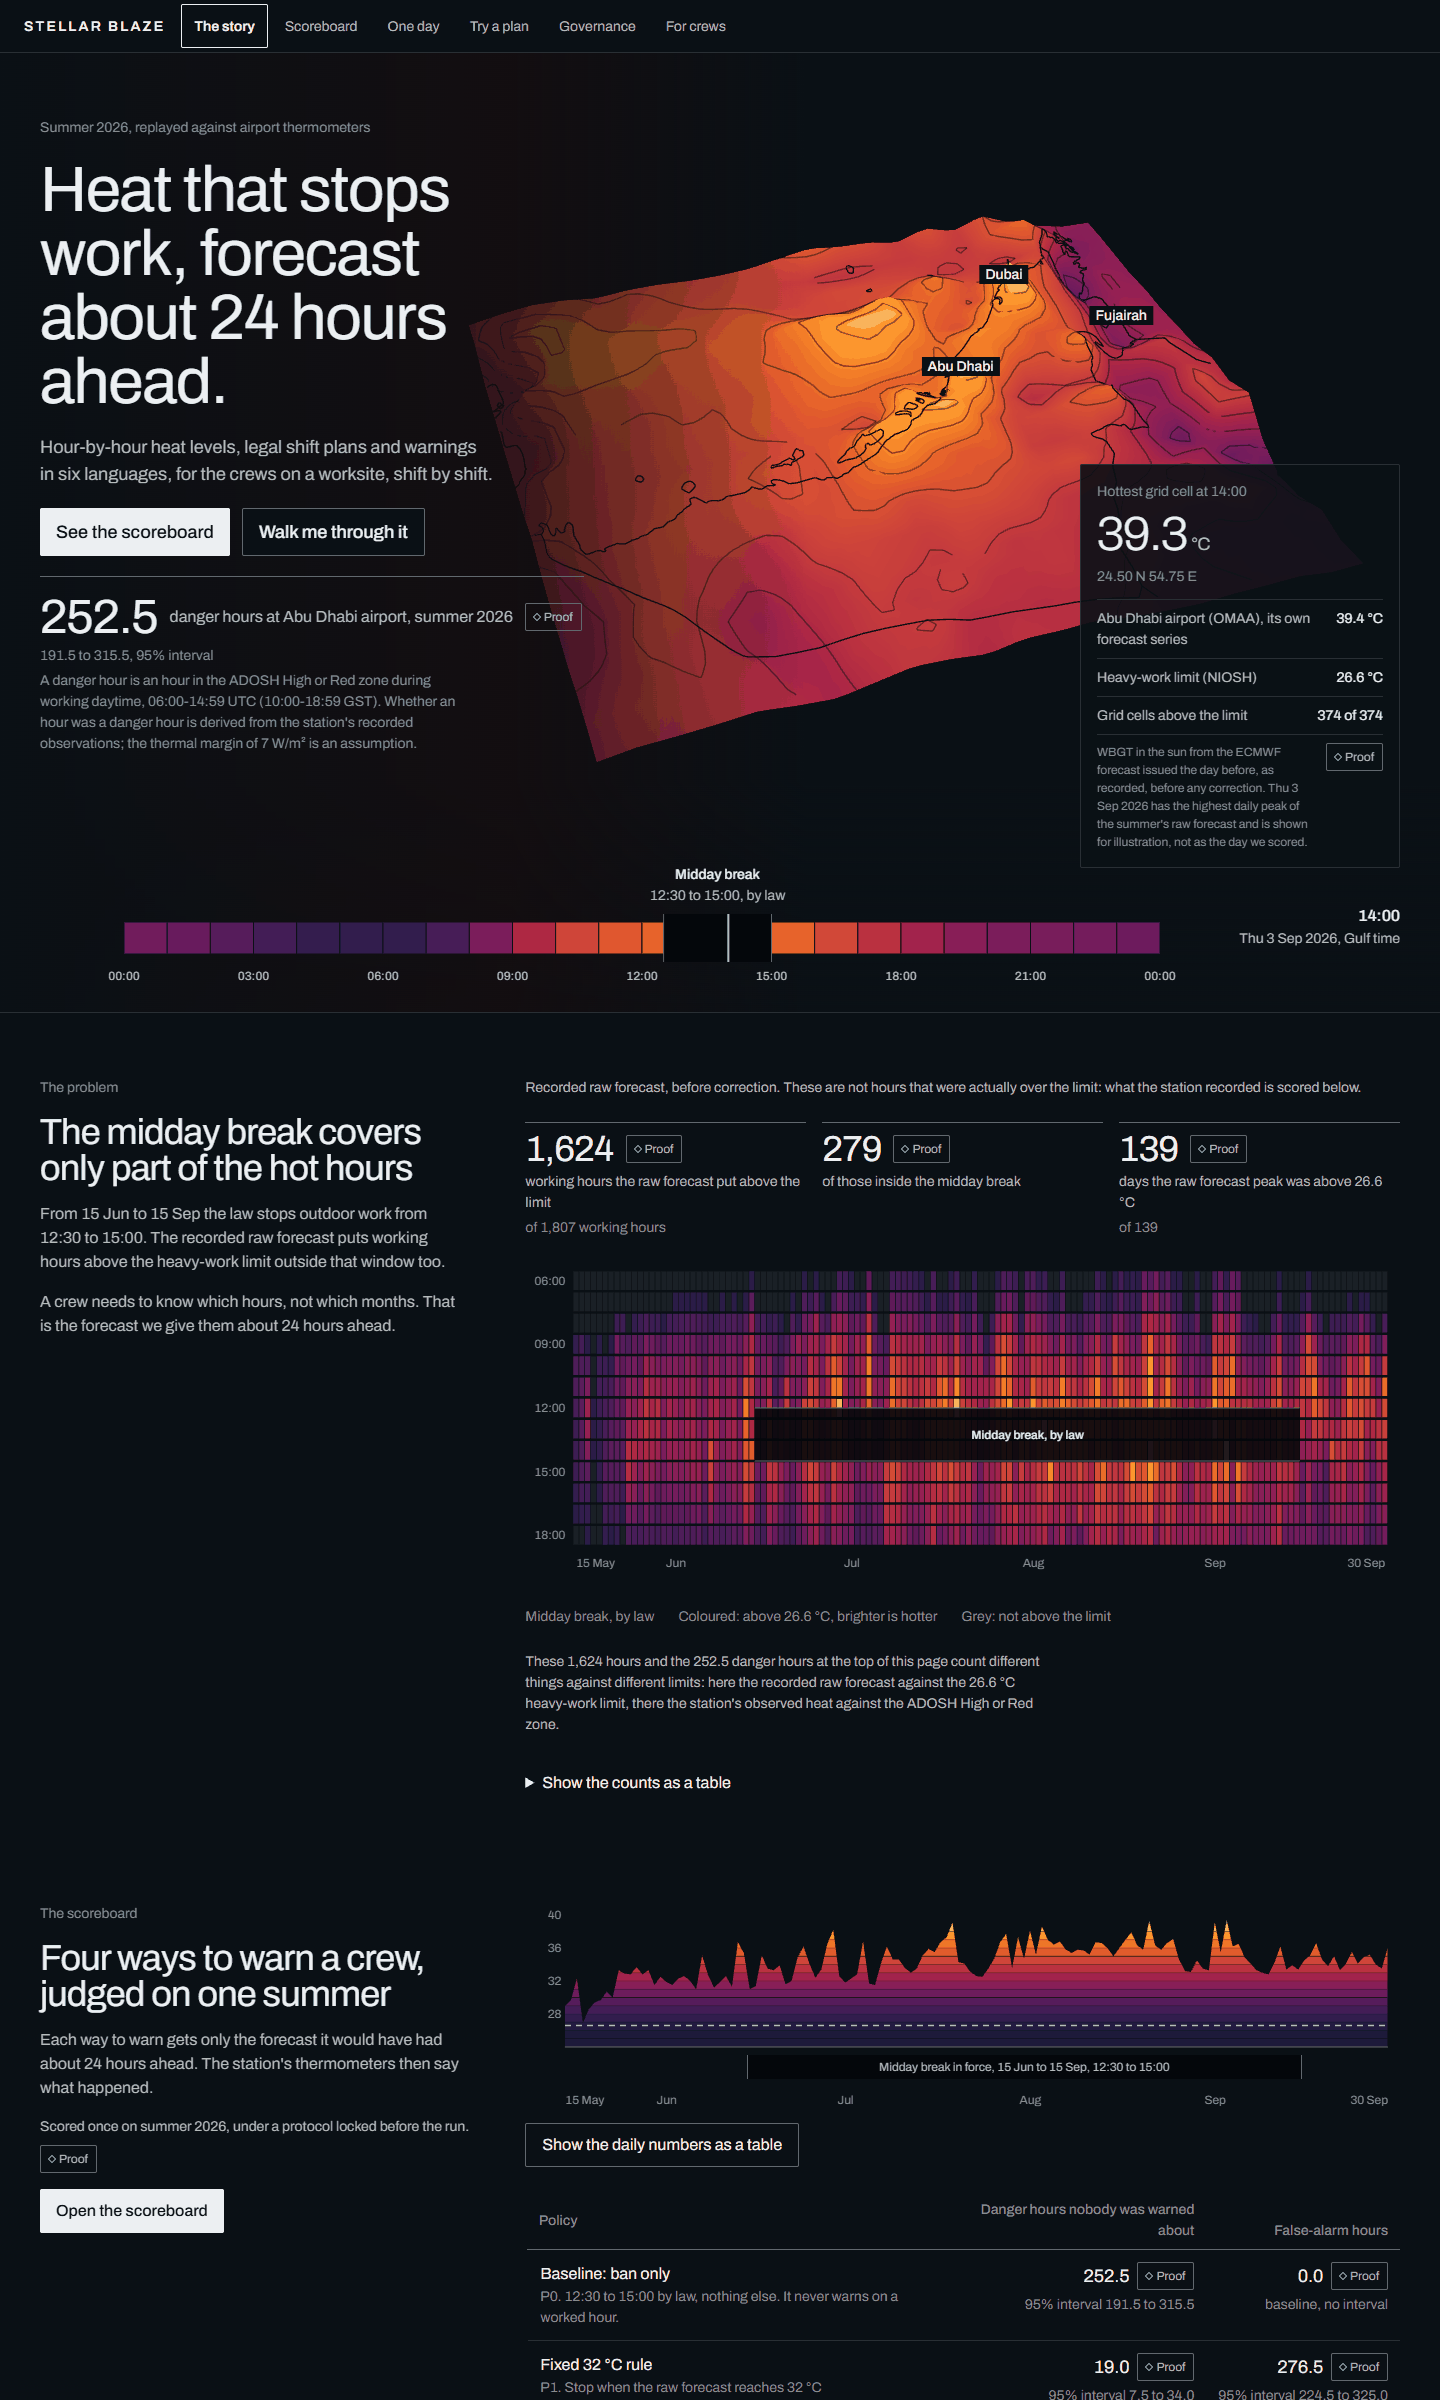 STELLAR BLAZE
The story
Scoreboard
One day
Try a plan
Governance
For crews
Summer 2026, replayed against airport thermometers
Heat that stops
work, forecast
about 24 hours
ahead.
Hour-by-hour heat levels, legal shift plans and warnings
in six languages, for the crews on a worksite, shift by shift.
See the scoreboard
Walk me through it
252.5 danger hours at Abu Dhabi airport, summer 2026 ◇ Proof
191.5 to 315.5, 95% interval
A danger hour is an hour in the ADOSH High or Red zone during
working daytime, 06:00-14:59 UTC (10:00-18:59 GST). Whether an
hour was a danger hour is derived from the station's recorded
observations; the thermal margin of 7 W/m² is an assumption.
Dubai
Fujairah
Abu Dhabi
Hottest grid cell at 14:00
39.3 °C
24.50 N 54.75 E
Abu Dhabi airport (OMAA), its own 39.4 °C
forecast series
Heavy-work limit (NIOSH) 26.6 °C
Grid cells above the limit 374 of 374
WBGT in the sun from the ECMWF ◇ Proof
forecast issued the day before, as
recorded, before any correction. Thu 3
Sep 2026 has the highest daily peak of
the summer's raw forecast and is shown
for illustration, not as the day we scored.
Midday break
12:30 to 15:00, by law
14:00
Thu 3 Sep 2026, Gulf time
00:00 03:00 06:00 09:00 12:00 15:00 18:00 21:00 00:00
The problem
The midday break covers
only part of the hot hours
From 15 Jun to 15 Sep the law stops outdoor work from
12:30 to 15:00. The recorded raw forecast puts working
hours above the heavy-work limit outside that window too.
A crew needs to know which hours, not which months. That
is the forecast we give them about 24 hours ahead.
Recorded raw forecast, before correction. These are not hours that were actually over the limit: what the station recorded is scored below.
1,624 ◇ Proof
working hours the raw forecast put above the
limit
of 1,807 working hours
279 ◇ Proof
of those inside the midday break
139 ◇ Proof
days the raw forecast peak was above 26.6
°C
of 139
06:00
09:00
12:00
15:00
18:00
Midday break, by law
15 May Jun Jul Aug Sep 30 Sep
Midday break, by law Coloured: above 26.6 °C, brighter is hotter Grey: not above the limit
These 1,624 hours and the 252.5 danger hours at the top of this page count different
things against different limits: here the recorded raw forecast against the 26.6 °C
heavy-work limit, there the station's observed heat against the ADOSH High or Red
zone.
▶ Show the counts as a table
The scoreboard
Four ways to warn a crew,
judged on one summer
Each way to warn gets only the forecast it would have had
about 24 hours ahead. The station's thermometers then say
what happened.
Scored once on summer 2026, under a protocol locked before the run.
◇ Proof
Open the scoreboard
40
36
32
28
Midday break in force, 15 Jun to 15 Sep, 12:30 to 15:00
15 May Jun Jul Aug Sep 30 Sep
Show the daily numbers as a table
Policy
Danger hours nobody was warned
about
False-alarm hours
Baseline: ban only
P0. 12:30 to 15:00 by law, nothing else. It never warns on a
worked hour.
252.5 ◇ Proof
95% interval 191.5 to 315.5
0.0 ◇ Proof
baseline, no interval
Fixed 32 °C rule
P1. Stop when the raw forecast reaches 32 °C
19.0 ◇ Proof
95% interval 7.5 to 34.0
276.5 ◇ Proof
95% interval 224.5 to 325.0